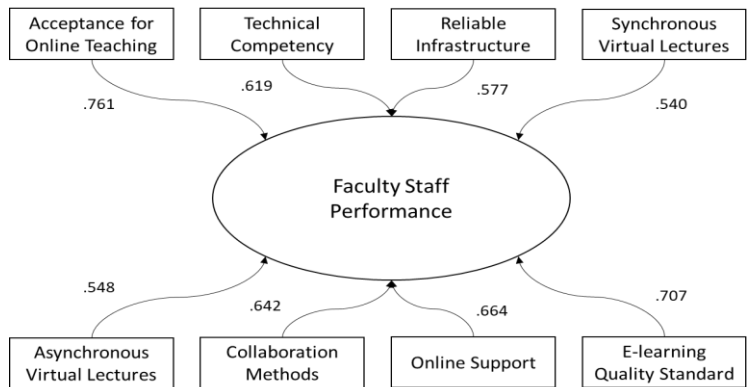 Acceptance for
Online Teaching
Technical
Competency
Reliable
Infrastructure
Synchronous
Virtual Lectures
.761
.619
.577
.540
Faculty Staff
Performance
.548
.642
.664
.707
Asynchronous
Virtual Lectures
Collaboration
Methods
Online Support
E-learning
Quality Standard